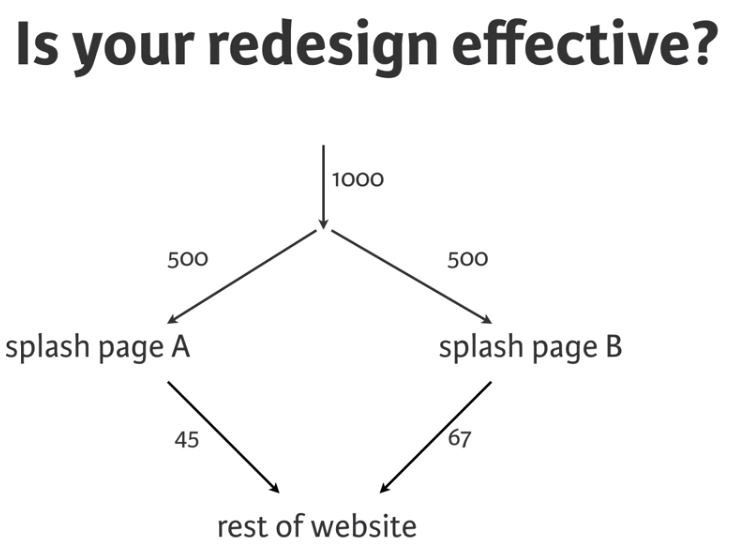 Is your redesign effective?
1000
500
500
splash page A
splash page B
45
67
rest of website